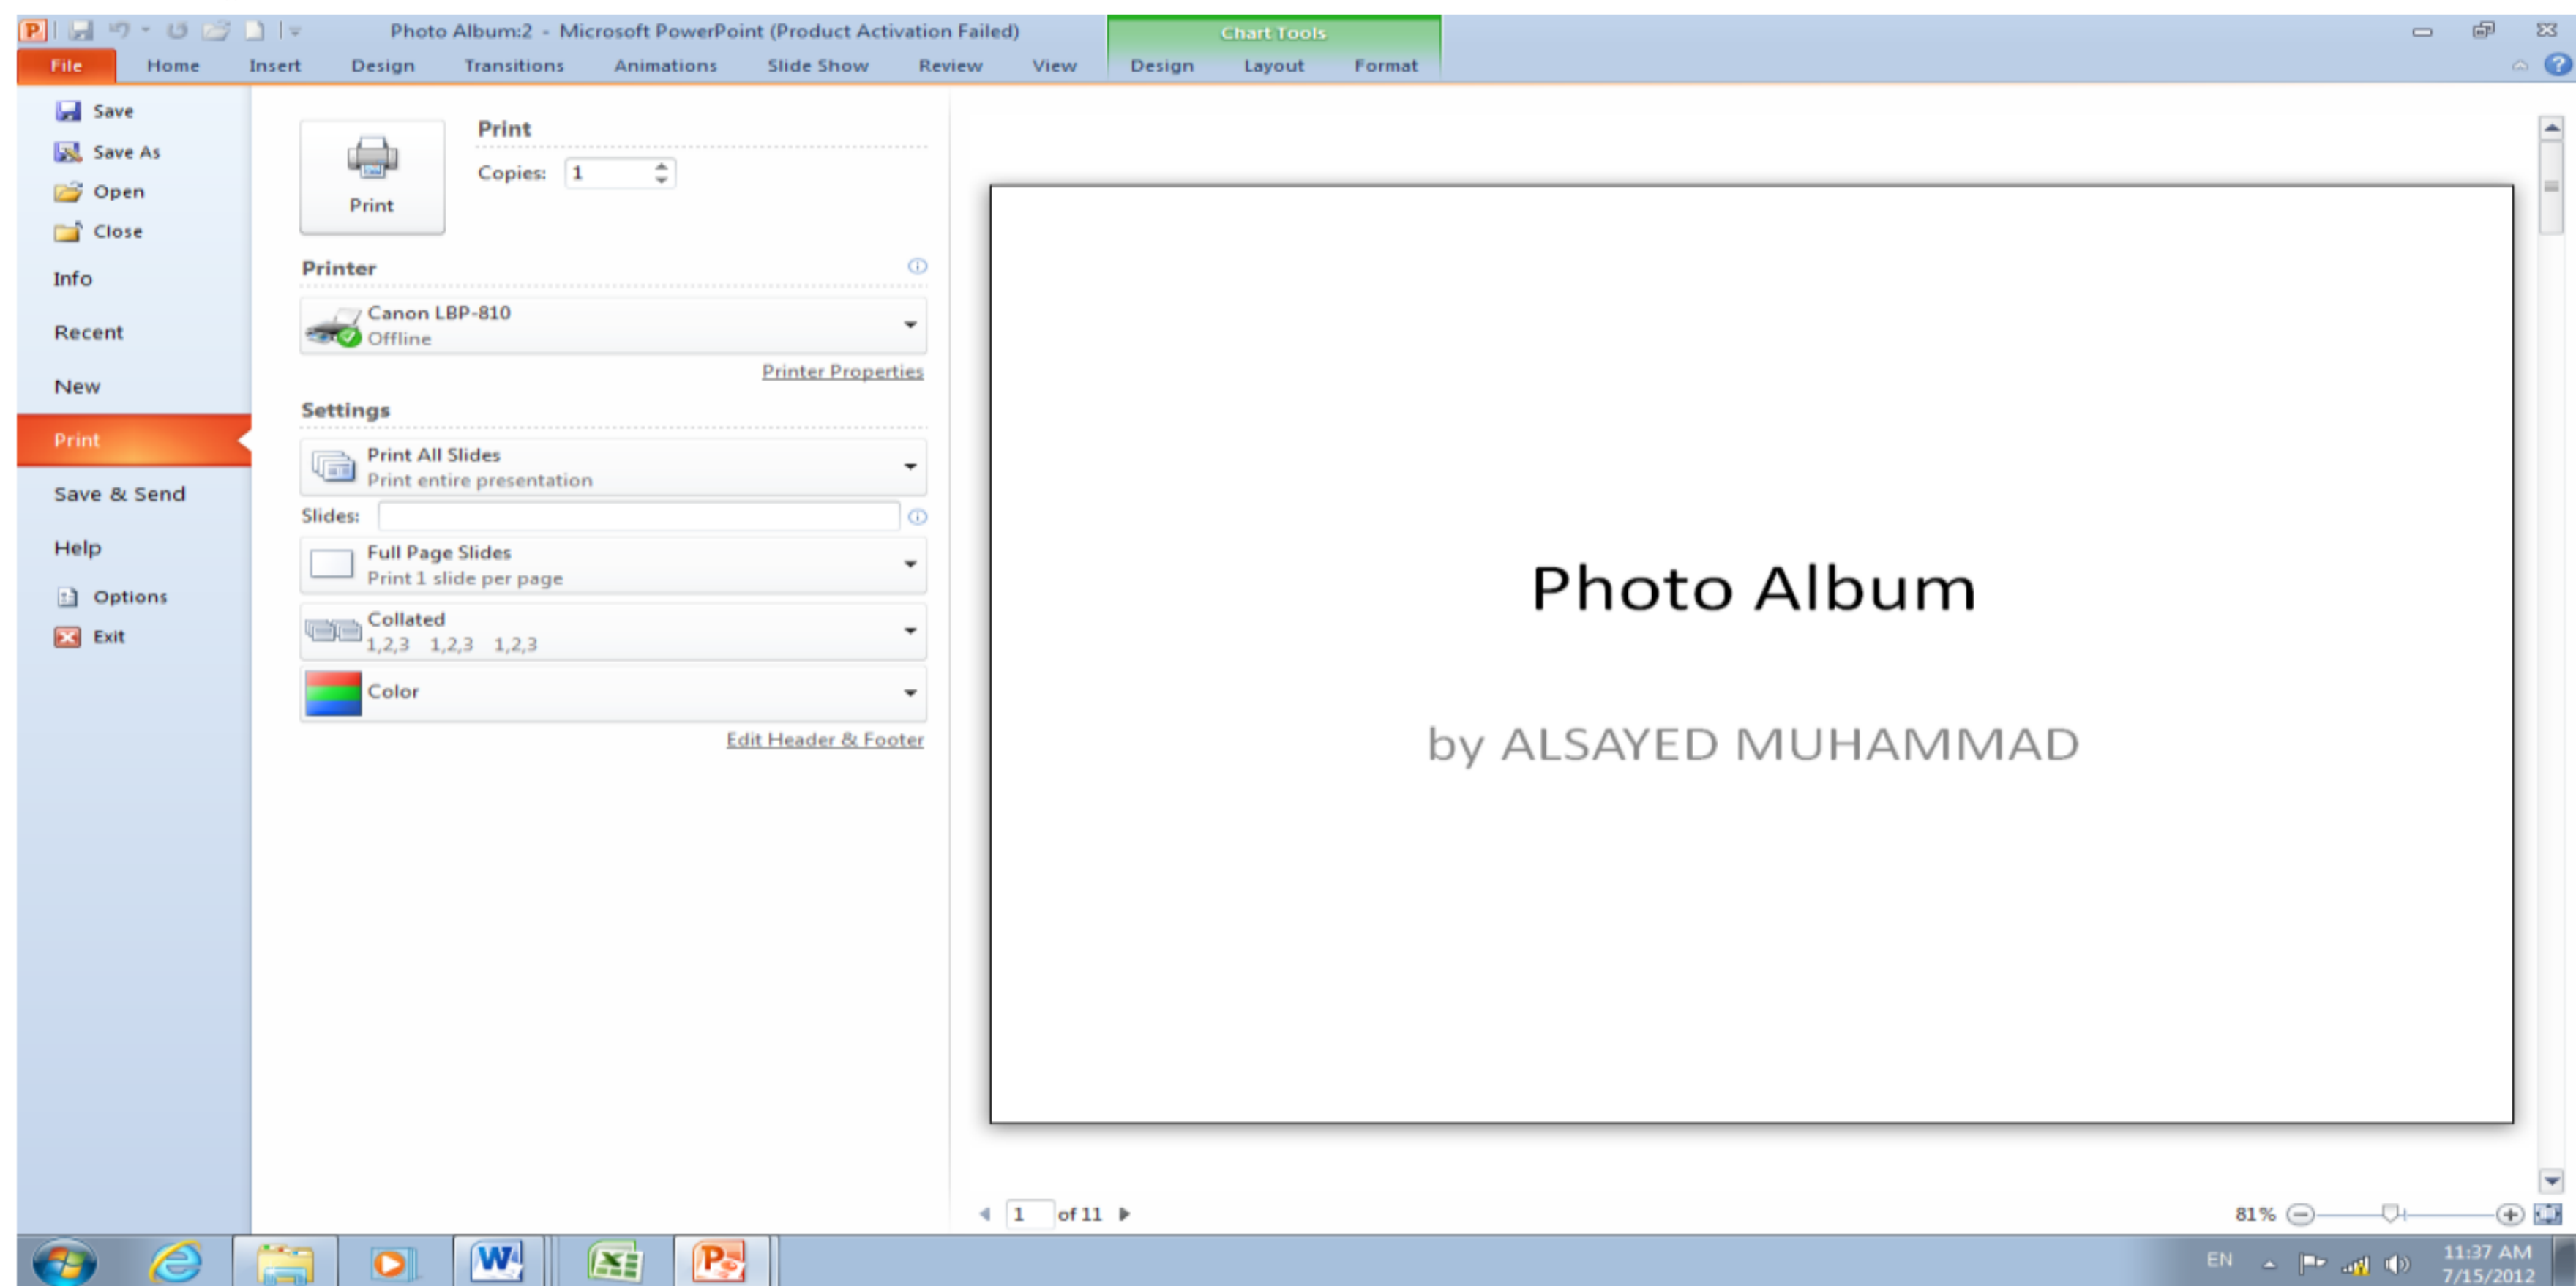 Photo Album:2 - Microsoft PowerPoint (Product Activation Failed)
Chart Tools
File Home Insert Design Transitions Animations Slide Show Review View Design Layout Format
Save
Save As
Open
Close
Info
Recent
New
Print
Save & Send
Help
Options
Exit
Print
Print
Copies: 1
Printer
Canon LBP-810
Offline
Printer Properties
Settings
Print All Slides
Print entire presentation
Slides:
Full Page Slides
Print 1 slide per page
Collated
1,2,3 1,2,3 1,2,3
Color
Edit Header & Footer
Photo Album
by ALSAYED MUHAMMAD
1 of 11
81%
EN
11:37 AM
7/15/2012